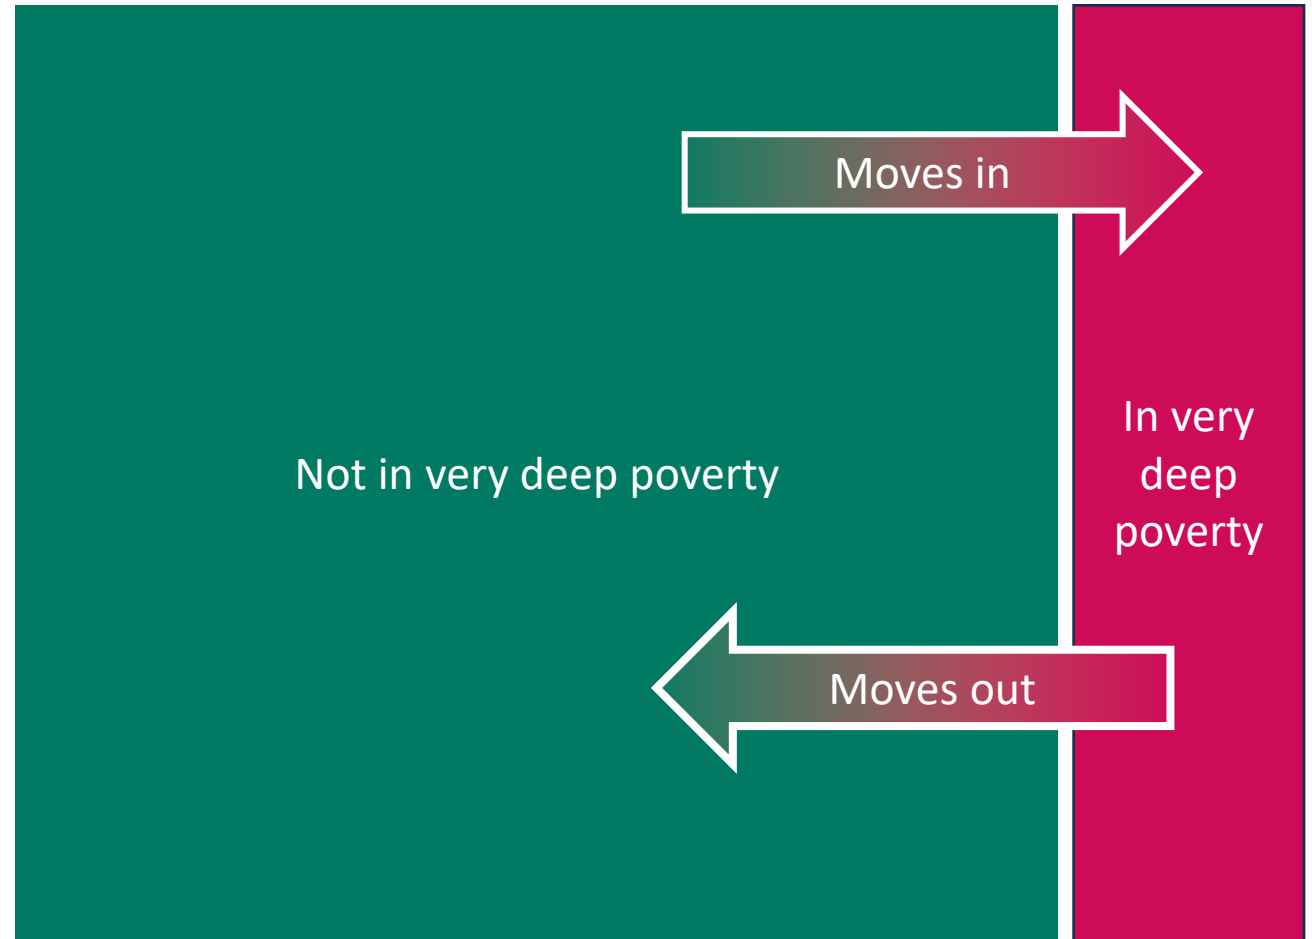 Moves in
Not in very deep poverty
In very
deep
poverty
Moves out